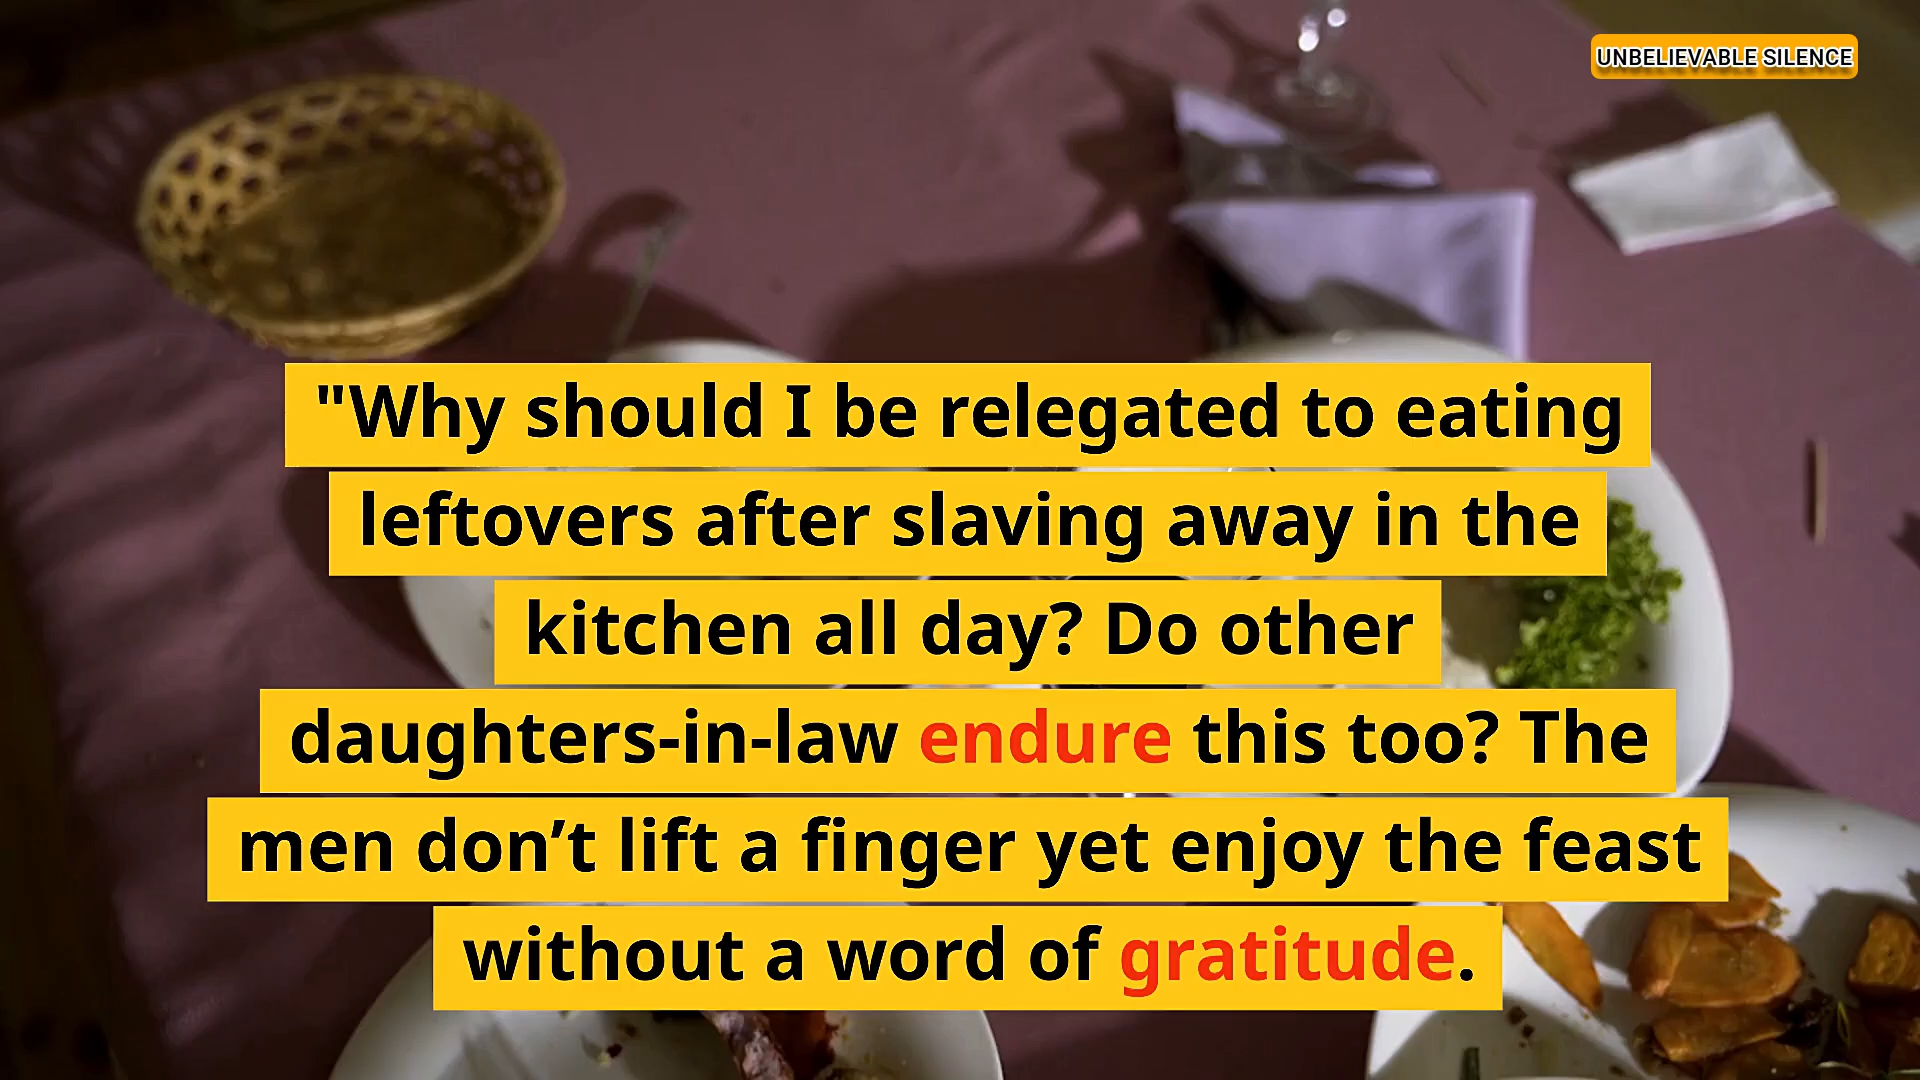 UNBELIEVABLE SILENCE
"Why should I be relegated to eating
leftovers after slaving away in the
kitchen all day? Do other
daughters-in-law endure this too? The
men don’t lift a finger yet enjoy the feast
without a word of gratitude.